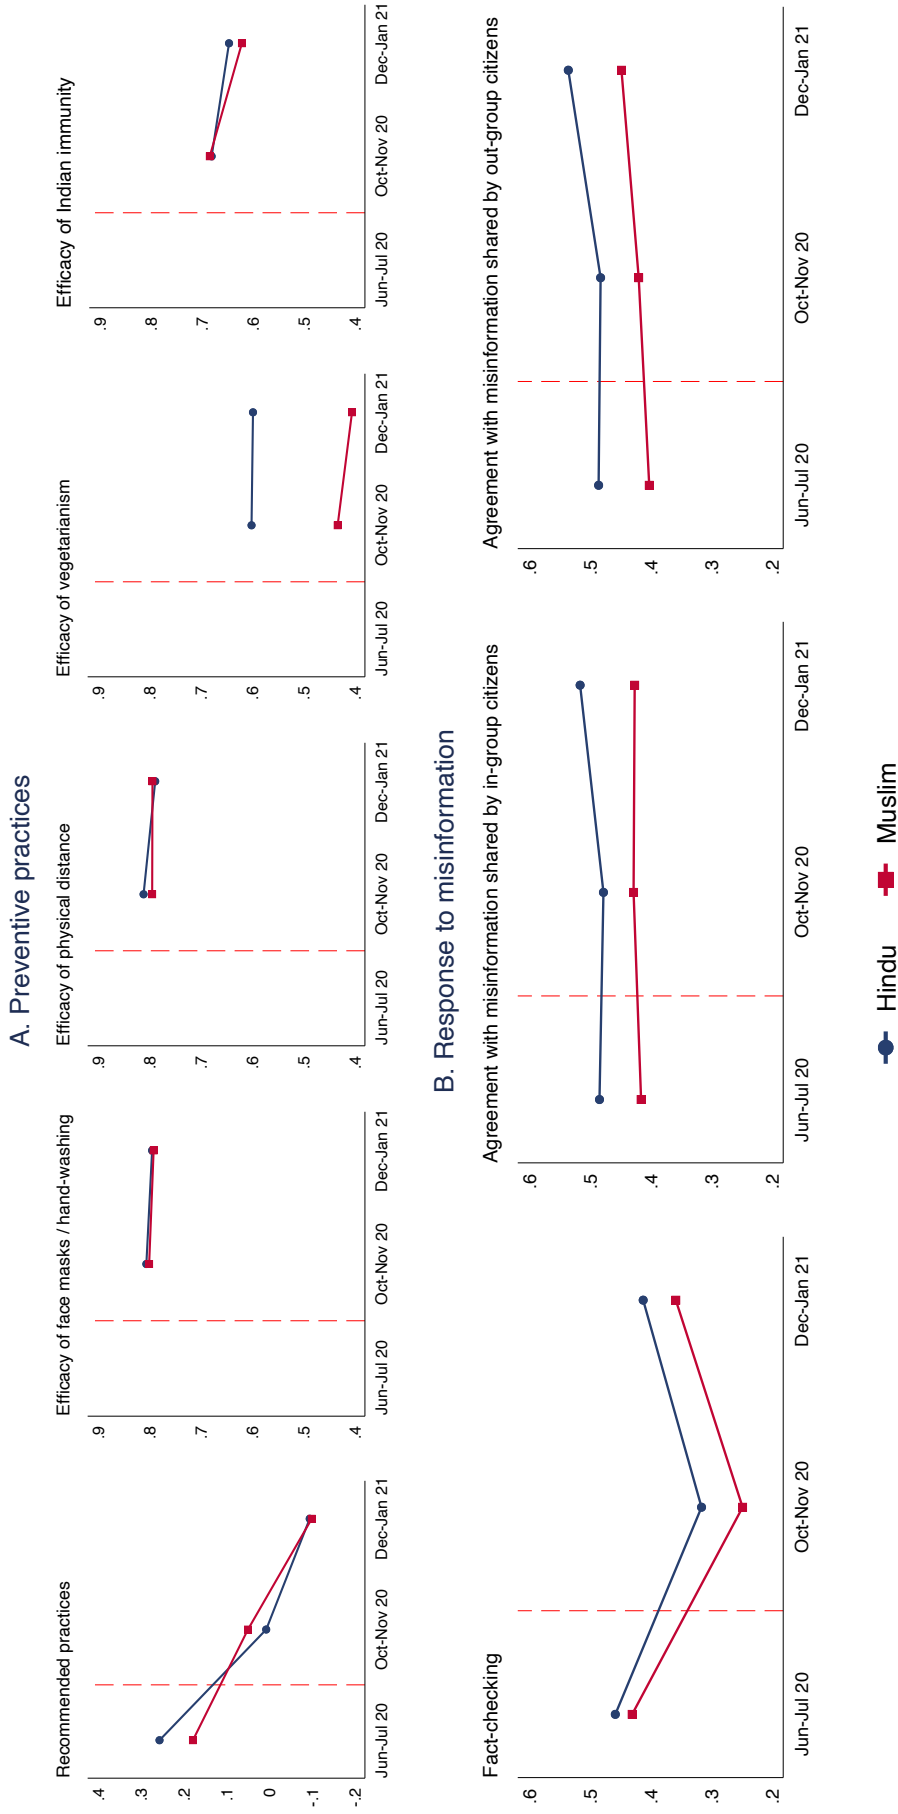 A. Preventive practices
Recommended practices
.4
.3
.2
.1
0
-.1
-.2
Jun-Jul 20
Oct-Nov 20
Dec-Jan 21
Efficacy of face masks / hand-washing
.9
.8
.7
.6
.5
.4
Jun-Jul 20
Oct-Nov 20
Dec-Jan 21
Efficacy of physical distance
.9
.8
.7
.6
.5
.4
Jun-Jul 20
Oct-Nov 20
Dec-Jan 21
Efficacy of vegetarianism
.9
.8
.7
.6
.5
.4
Jun-Jul 20
Oct-Nov 20
Dec-Jan 21
Efficacy of Indian immunity
.9
.8
.7
.6
.5
.4
Jun-Jul 20
Oct-Nov 20
Dec-Jan 21
B. Response to misinformation
Fact-checking
.6
.5
.4
.3
.2
Jun-Jul 20
Oct-Nov 20
Dec-Jan 21
Agreement with misinformation shared by in-group citizens
.6
.5
.4
.3
.2
Jun-Jul 20
Oct-Nov 20
Dec-Jan 21
Agreement with misinformation shared by out-group citizens
.6
.5
.4
.3
.2
Jun-Jul 20
Oct-Nov 20
Dec-Jan 21
Hindu
Muslim